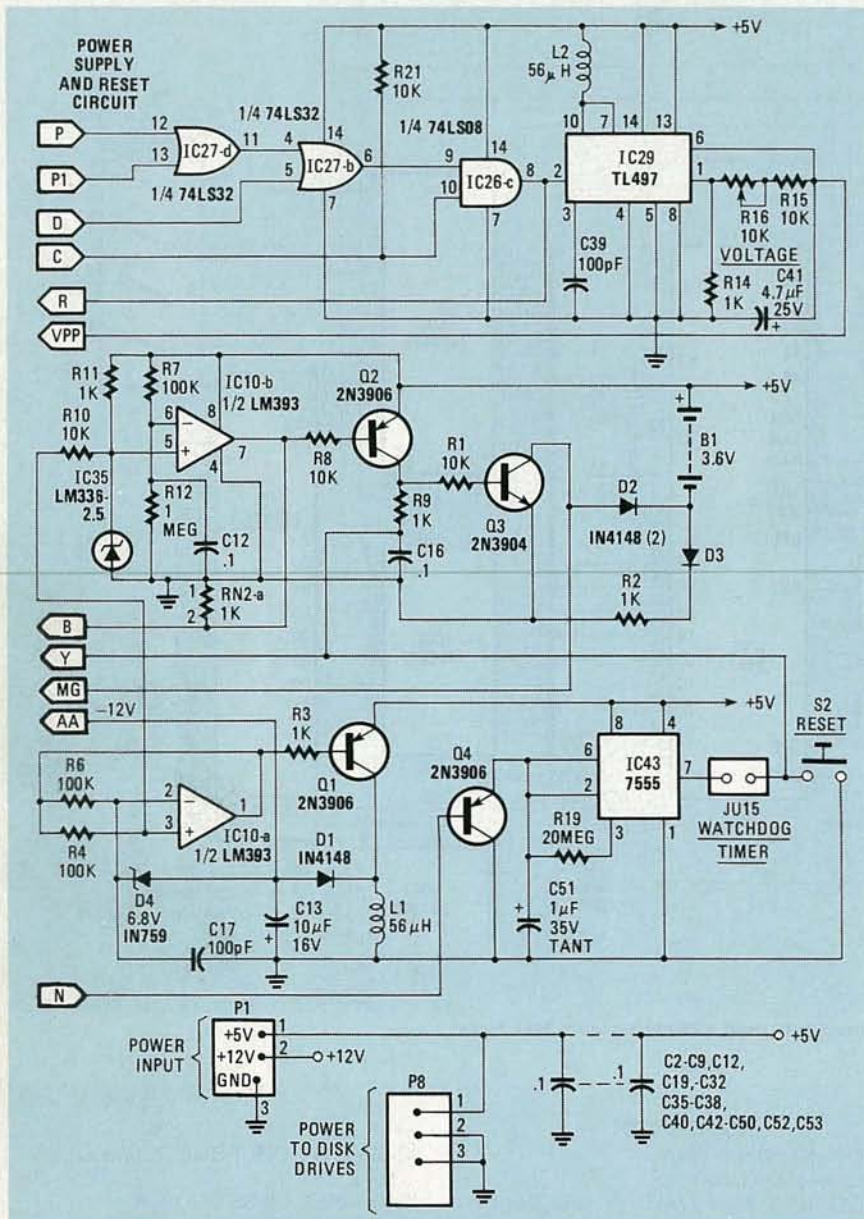 POWER
SUPPLY
AND RESET
CIRCUIT
+5V
L2
56μH
R21
10K
1/4 74LS32
1/4 74LS08
P
12
13
11
IC27-d
4
5
14
IC27-b
6
7
9
10
14
IC26-c
8
7
10
7
14
13
2
IC29
TL497
6
1
3
4
5
8
P1
1/4 74LS32
D
C
R
VPP
C39
100pF
R16
10K
VOLTAGE
R15
10K
R14
1K
C41
4.7μF
25V
+
R11
1K
R7
100K
IC10-b
1/2 LM393
Q2
2N3906
+5V
R10
10K
6
5
8
7
4
-
+
R8
10K
R1
10K
+
B1
3.6V
IC35
LM336-
2.5
R12
1
MEG
C12
.1
R9
1K
C16
.1
Q3
2N3904
D2
IN4148 (2)
D3
R2
1K
1
2
RN2-a
1K
B
Y
MG
AA
-12V
+5V
S2
RESET
R3
1K
Q1
2N3906
Q4
2N3906
8
4
6
2
IC43
7555
7
3
1
R6
100K
R4
100K
2
3
-
+
1
IC10-a
1/2 LM393
R19
20MEG
JU15
WATCHDOG
TIMER
D1
IN4148
D4
6.8V
IN759
C17
100pF
C13
10μF
16V
+
L1
56μH
+
C51
1μF
35V
TANT
N
POWER
INPUT
P1
+5V
+12V
GND
1
2
3
+12V
+5V
P8
1
2
3
POWER
TO DISK
DRIVES
.1
.1
C2-C9,C12,
C19,-C32
C35-C38,
C40,C42-C50,C52,C53